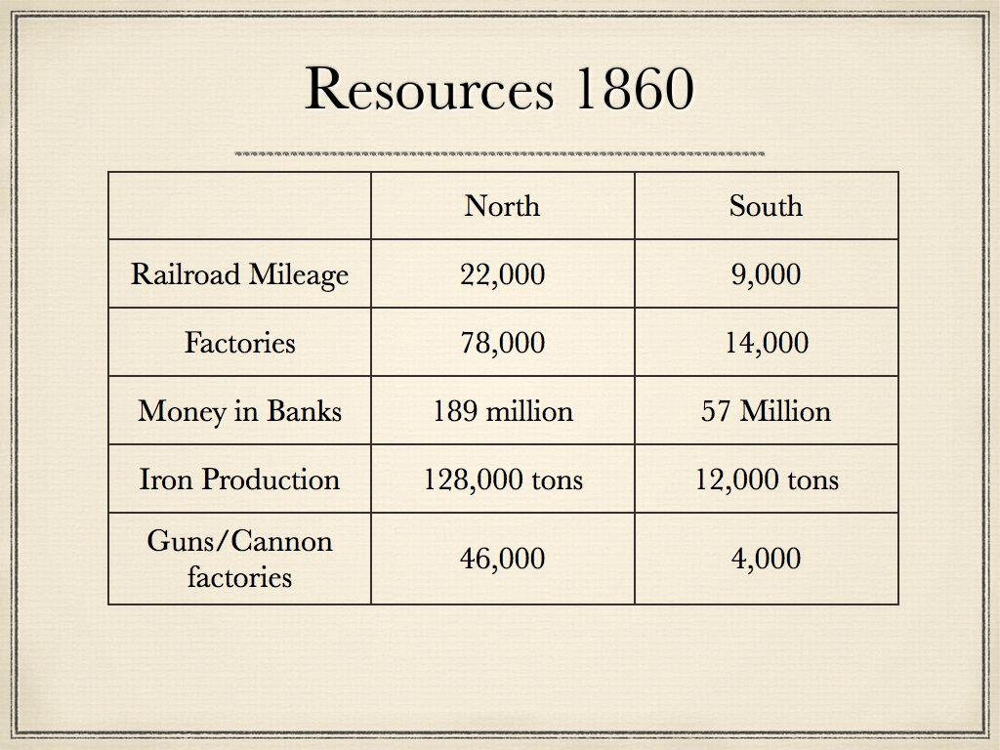 Resources 1860
North South
Railroad Mileage 22,000 9,000
Factories 78,000 14,000
Money in Banks 189 million 57 Million
Iron Production 128,000 tons 12,000 tons
Guns/Cannon
factories 46,000 4,000